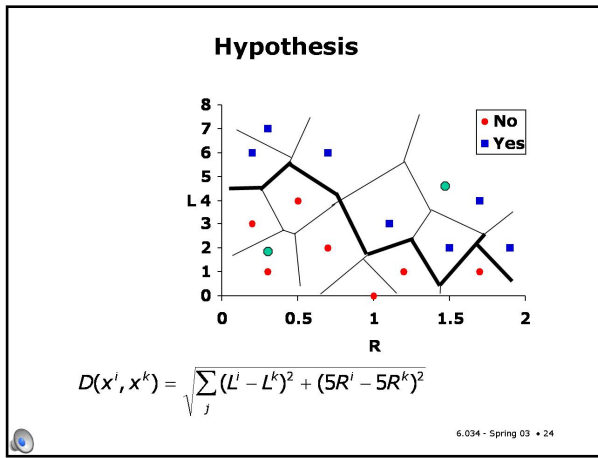 Hypothesis
8
7
6
5
L 4
3
2
1
0
No
Yes
0 0.5 1 1.5 2
R
D(xⁱ, xᵏ) = √∑ⱼ (Lⁱ − Lᵏ)² + (5Rⁱ − 5Rᵏ)²
6.034 - Spring 03 • 24